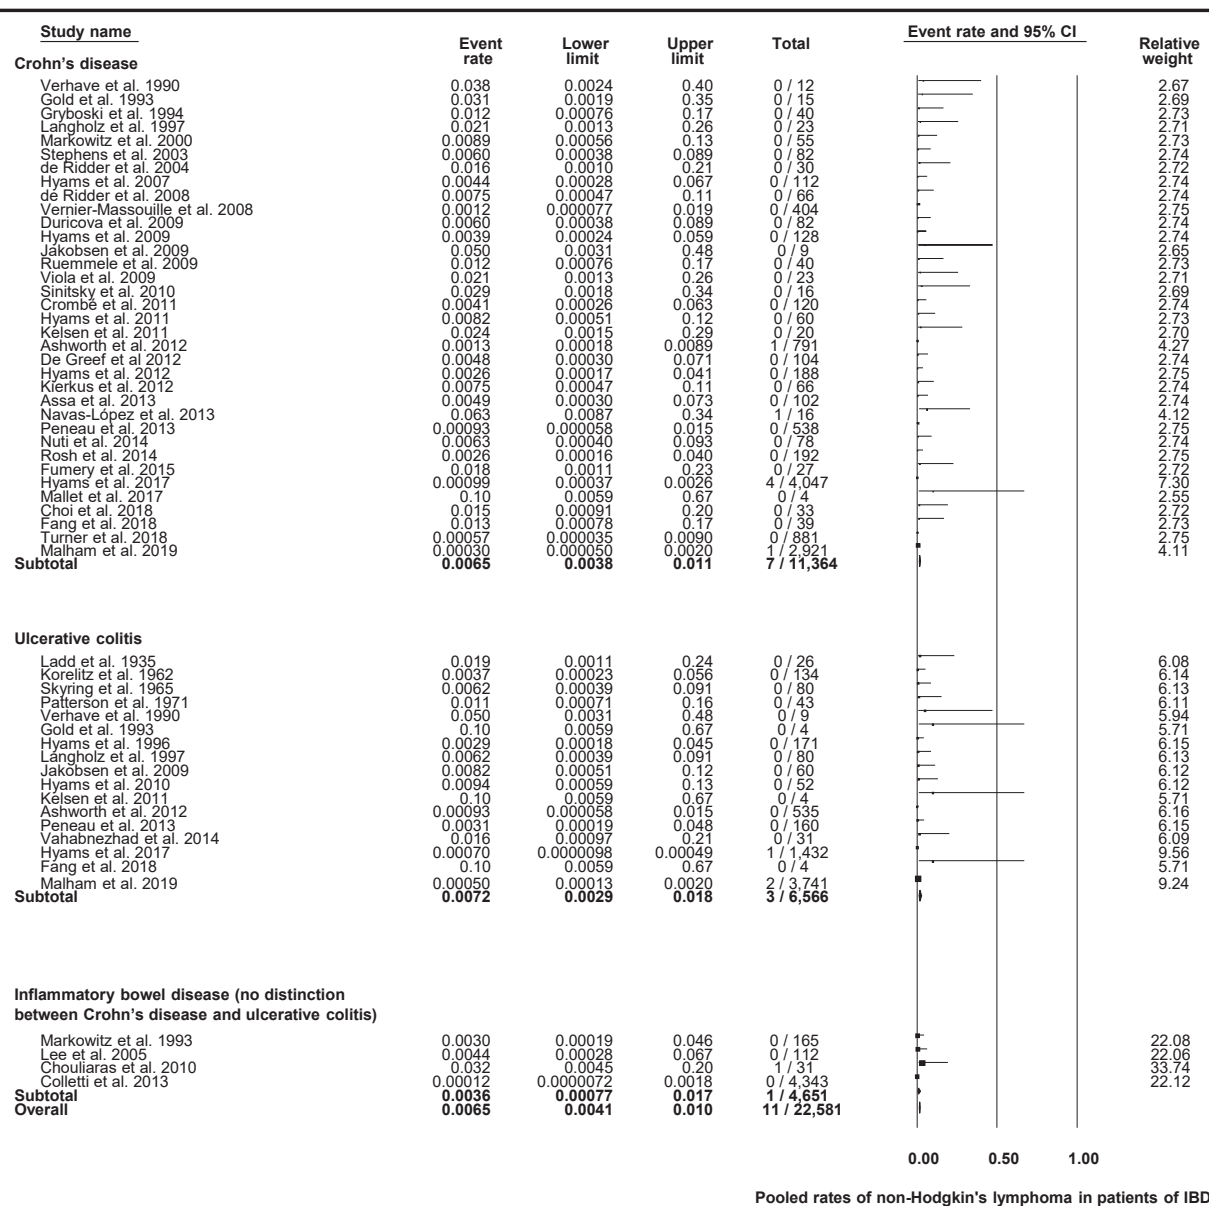 Study name Event rate Lower limit Upper limit Total Event rate and 95% CI Relative weight
Crohn's disease
Verhave et al. 1990 0.038 0.0024 0.40 0 / 12 2.67
Gold et al. 1993 0.031 0.0019 0.35 0 / 15 2.69
Gryboski et al. 1994 0.012 0.00076 0.17 0 / 40 2.73
Langholz et al. 1997 0.021 0.0013 0.26 0 / 23 2.71
Markowitz et al. 2000 0.0089 0.00056 0.13 0 / 55 2.73
Stephens et al. 2003 0.0060 0.00038 0.089 0 / 82 2.74
de Ridder et al. 2004 0.016 0.0010 0.21 0 / 30 2.72
Hyams et al. 2007 0.0044 0.00028 0.067 0 / 112 2.74
de Ridder et al. 2008 0.0075 0.00047 0.11 0 / 66 2.74
Vernier-Massouille et al. 2008 0.0012 0.000077 0.019 0 / 404 2.75
Duricova et al. 2009 0.0060 0.00038 0.089 0 / 82 2.74
Hyams et al. 2009 0.0039 0.00024 0.059 0 / 128 2.74
Jakobsen et al. 2009 0.050 0.0031 0.48 0 / 9 2.65
Ruemmele et al. 2009 0.012 0.00076 0.17 0 / 40 2.73
Viola et al. 2009 0.021 0.0013 0.26 0 / 23 2.71
Sinitsky et al. 2010 0.029 0.0018 0.34 0 / 16 2.69
Crombé et al. 2011 0.0041 0.00026 0.063 0 / 120 2.74
Hyams et al. 2011 0.0082 0.00051 0.12 0 / 60 2.73
Kelsen et al. 2011 0.024 0.0015 0.29 0 / 20 2.70
Ashworth et al. 2012 0.0013 0.00018 0.0089 1 / 791 4.27
De Greef et al 2012 0.0048 0.00030 0.071 0 / 104 2.74
Hyams et al. 2012 0.0026 0.00017 0.041 0 / 188 2.75
Kierkus et al. 2012 0.0075 0.00047 0.11 0 / 66 2.74
Assa et al. 2013 0.0049 0.00030 0.073 0 / 102 2.74
Navas-López et al. 2013 0.063 0.0087 0.34 1 / 16 4.12
Peneau et al. 2013 0.00093 0.000058 0.015 0 / 538 2.75
Nuti et al. 2014 0.0063 0.00040 0.093 0 / 78 2.74
Rosh et al. 2014 0.0026 0.00016 0.040 0 / 192 2.75
Fumery et al. 2015 0.018 0.0011 0.23 0 / 27 2.72
Hyams et al. 2017 0.00099 0.00037 0.0026 4 / 4,047 7.30
Mallet et al. 2017 0.10 0.0059 0.67 0 / 4 2.55
Choi et al. 2018 0.015 0.00091 0.20 0 / 33 2.72
Fang et al. 2018 0.013 0.00078 0.17 0 / 39 2.73
Turner et al. 2018 0.00057 0.000035 0.0090 0 / 881 2.75
Malham et al. 2019 0.00030 0.000050 0.0020 1 / 2,921 4.11
Subtotal 0.0065 0.0038 0.011 7 / 11,364
Ulcerative colitis
Ladd et al. 1935 0.019 0.0011 0.24 0 / 26 6.08
Korelitz et al. 1962 0.0037 0.00023 0.056 0 / 134 6.14
Skyring et al. 1965 0.0062 0.00039 0.091 0 / 80 6.13
Patterson et al. 1971 0.011 0.00071 0.16 0 / 43 6.11
Verhave et al. 1990 0.050 0.0031 0.48 0 / 9 5.94
Gold et al. 1993 0.10 0.0059 0.67 0 / 4 5.71
Hyams et al. 1996 0.0029 0.00018 0.045 0 / 171 6.15
Langholz et al. 1997 0.0062 0.00039 0.091 0 / 80 6.13
Jakobsen et al. 2009 0.0082 0.00051 0.12 0 / 60 6.12
Hyams et al. 2010 0.0094 0.00059 0.13 0 / 52 6.12
Kelsen et al. 2011 0.10 0.0059 0.67 0 / 4 5.71
Ashworth et al. 2012 0.00093 0.000058 0.015 0 / 535 6.16
Peneau et al. 2013 0.0031 0.00019 0.048 0 / 160 6.15
Vahabnezhad et al. 2014 0.016 0.00097 0.21 0 / 31 6.09
Hyams et al. 2017 0.00070 0.0000098 0.00049 1 / 1,432 9.56
Fang et al. 2018 0.10 0.0059 0.67 0 / 4 5.71
Malham et al. 2019 0.00050 0.00013 0.0020 2 / 3,741 9.24
Subtotal 0.0072 0.0029 0.018 3 / 6,566
Inflammatory bowel disease (no distinction
between Crohn's disease and ulcerative colitis)
Markowitz et al. 1993 0.0030 0.00019 0.046 0 / 165 22.08
Lee et al. 2005 0.0044 0.00028 0.067 0 / 112 22.06
Chouliaras et al. 2010 0.032 0.0045 0.20 1 / 31 33.74
Colletti et al. 2013 0.00012 0.0000072 0.0018 0 / 4,343 22.12
Subtotal 0.0036 0.00077 0.017 1 / 4,651
Overall 0.0065 0.0041 0.010 11 / 22,581
0.00 0.50 1.00
Pooled rates of non-Hodgkin's lymphoma in patients of IBD